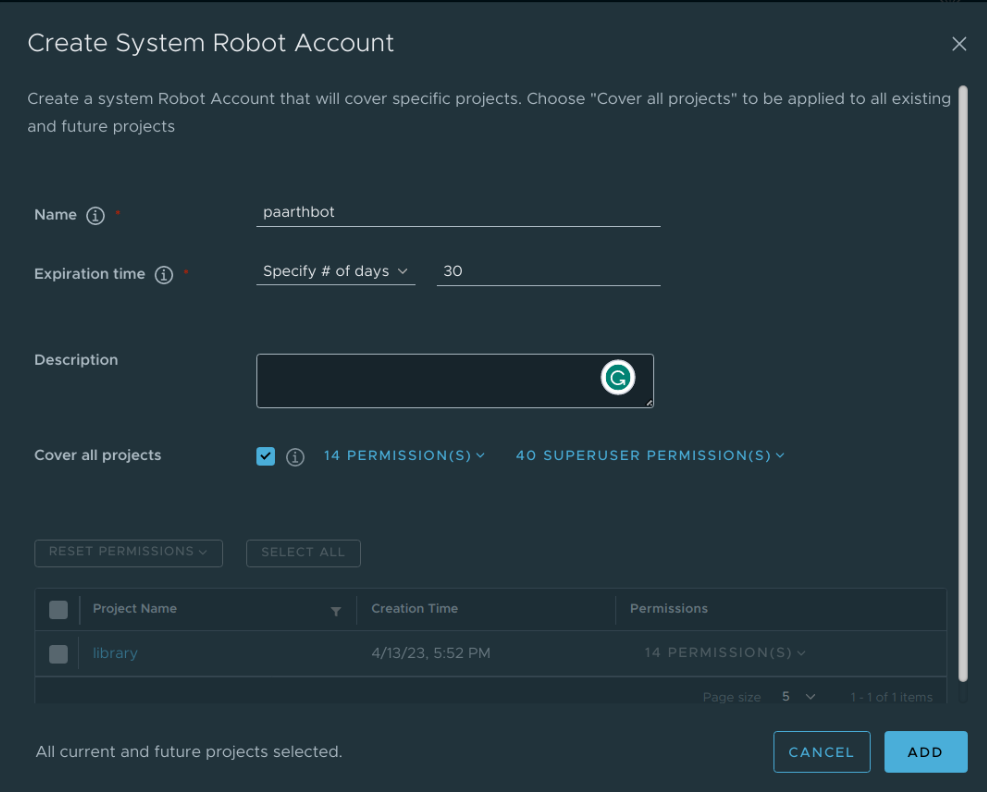 Create System Robot Account
Create a system Robot Account that will cover specific projects. Choose "Cover all projects" to be applied to all existing
and future projects
Name *
paarthbot
Expiration time *
Specify # of days
30
Description
Cover all projects
14 PERMISSION(S)
40 SUPERUSER PERMISSION(S)
RESET PERMISSIONS
SELECT ALL
Project Name
Creation Time
Permissions
library
4/13/23, 5:52 PM
14 PERMISSION(S)
Page size 5
1 - 1 of 1 items
All current and future projects selected.
CANCEL
ADD